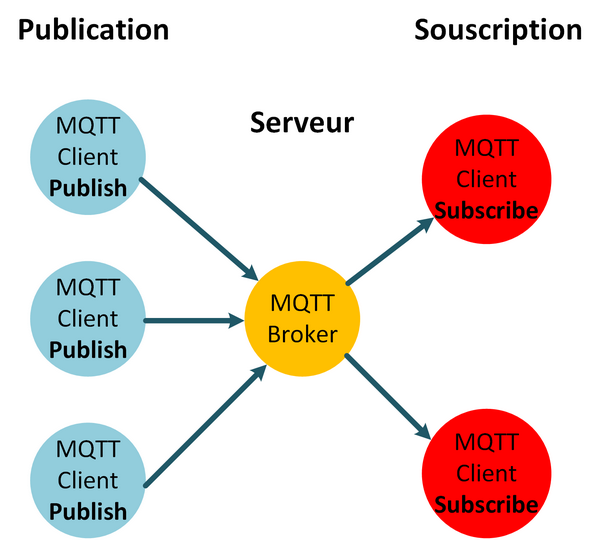 Publication
Souscription
Serveur
MQTT
Client
Publish
MQTT
Client
Publish
MQTT
Client
Publish
MQTT
Broker
MQTT
Client
Subscribe
MQTT
Client
Subscribe